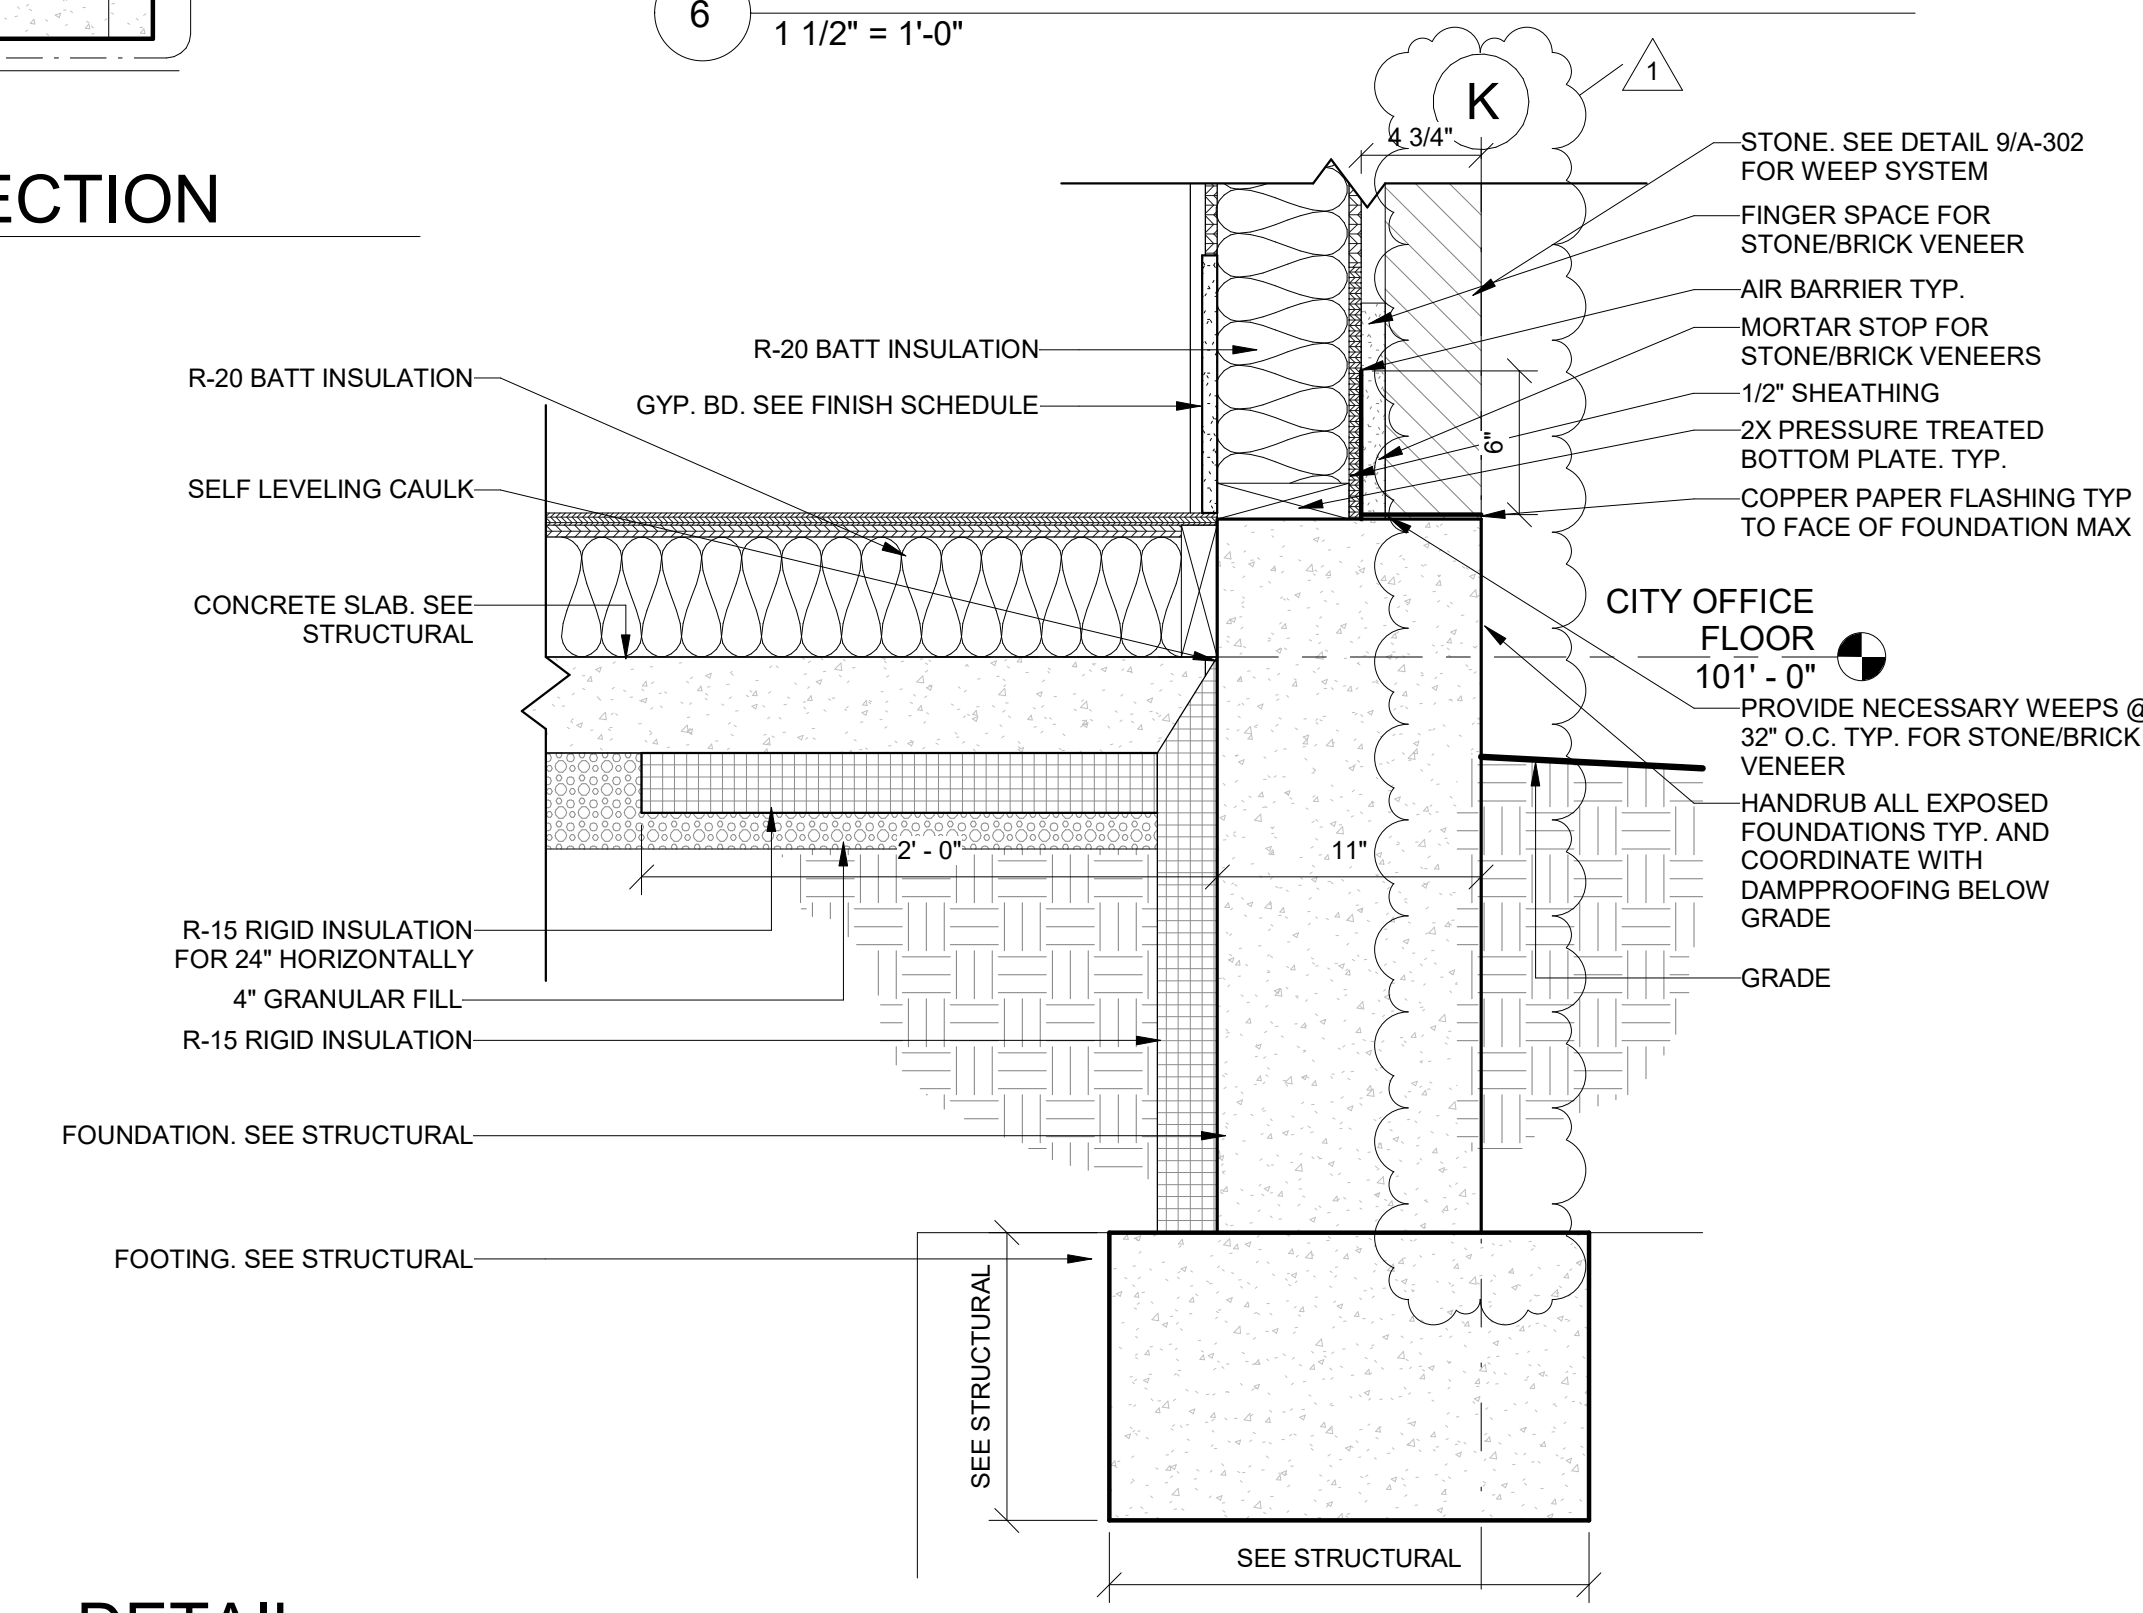 6
1 1/2" = 1'-0"
1
K
4 3/4"
STONE. SEE DETAIL 9/A-302
FOR WEEP SYSTEM
FINGER SPACE FOR
STONE/BRICK VENEER
AIR BARRIER TYP.
MORTAR STOP FOR
STONE/BRICK VENEERS
1/2" SHEATHING
2X PRESSURE TREATED
BOTTOM PLATE. TYP.
COPPER PAPER FLASHING TYP
TO FACE OF FOUNDATION MAX
6"
CITY OFFICE
FLOOR
101' - 0"
PROVIDE NECESSARY WEEPS @
32" O.C. TYP. FOR STONE/BRICK
VENEER
HANDRUB ALL EXPOSED
FOUNDATIONS TYP. AND
COORDINATE WITH
DAMPPROOFING BELOW
GRADE
GRADE
R-20 BATT INSULATION
GYP. BD. SEE FINISH SCHEDULE
R-20 BATT INSULATION
SELF LEVELING CAULK
CONCRETE SLAB. SEE
STRUCTURAL
2' - 0"
11"
R-15 RIGID INSULATION
FOR 24" HORIZONTALLY
4" GRANULAR FILL
R-15 RIGID INSULATION
FOUNDATION. SEE STRUCTURAL
FOOTING. SEE STRUCTURAL
SEE STRUCTURAL
SEE STRUCTURAL
ECTION
DETAIL